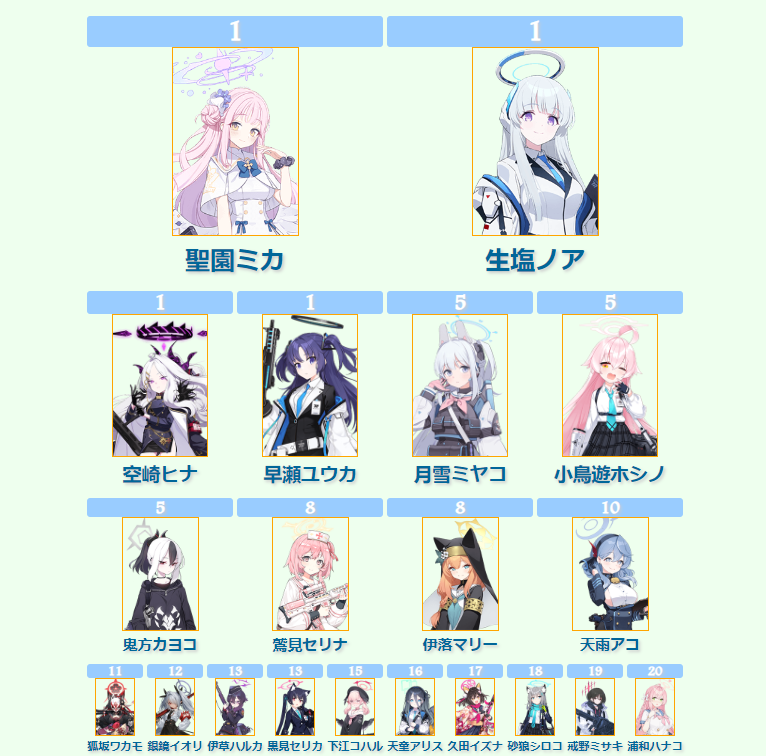 1 1
聖園ミカ 生塩ノア
1 1 5 5
空崎ヒナ 早瀬ユウカ 月雪ミヤコ 小鳥遊ホシノ
5 8 8 10
鬼方カヨコ 鷲見セリナ 伊落マリー 天雨アコ
11 12 13 13 15 16 17 18 19 20
狐坂ワカモ 銀鏡イオリ 伊草ハルカ 黒見セリカ 下江コハル 天童アリス 久田イズナ 砂狼シロコ 戒野ミサキ 浦和ハナコ